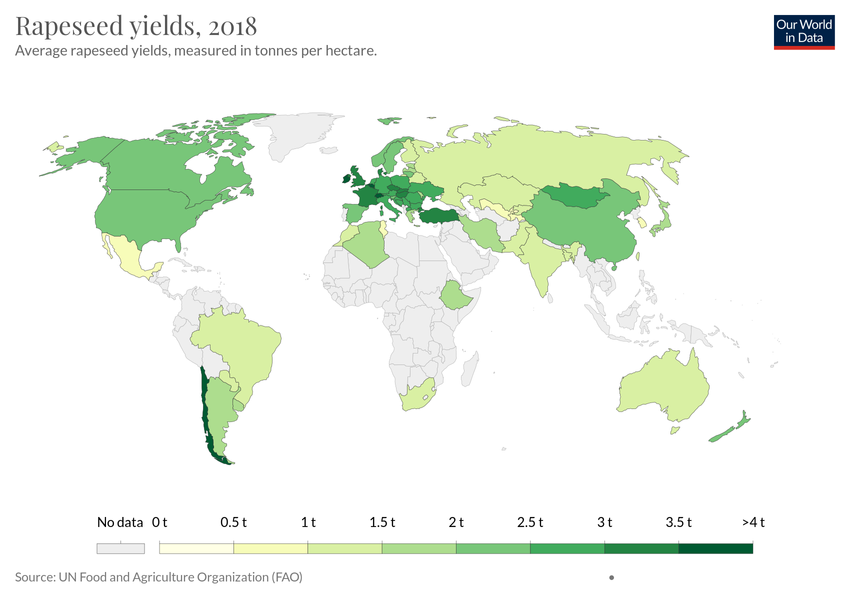 Rapeseed yields, 2018
Average rapeseed yields, measured in tonnes per hectare.
Our World
in Data
No data 0 t 0.5 t 1 t 1.5 t 2 t 2.5 t 3 t 3.5 t >4 t
Source: UN Food and Agriculture Organization (FAO)